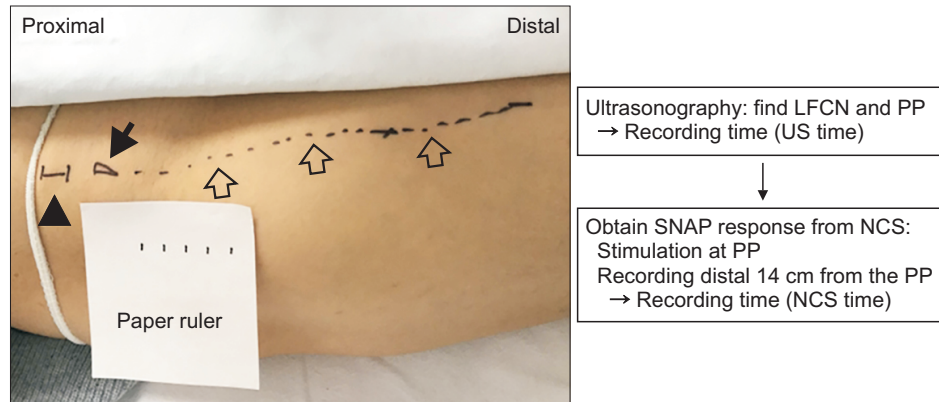 Proximal
Distal
Paper ruler
Ultrasonography: find LFCN and PP
→ Recording time (US time)
Obtain SNAP response from NCS:
Stimulation at PP
Recording distal 14 cm from the PP
→ Recording time (NCS time)